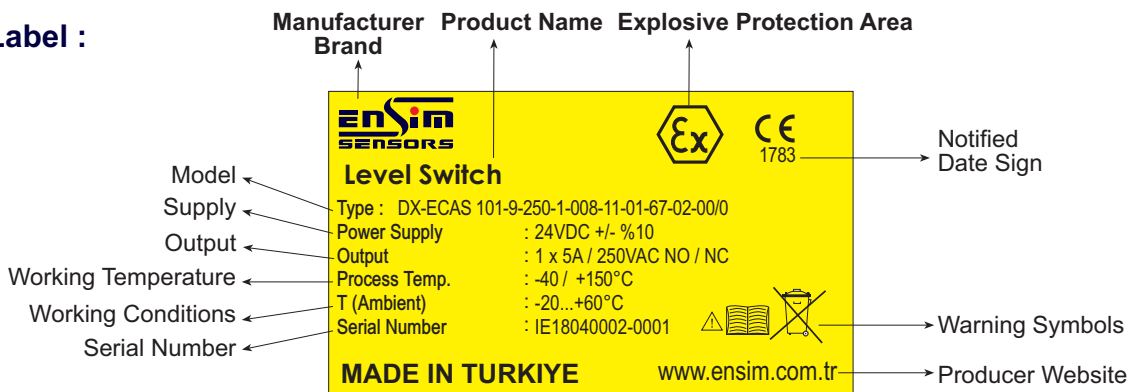 Label :
Manufacturer Brand
Product Name
Explosive Protection Area
ensim
SENSORS
Ex
CE
1783
Notified
Date Sign
Level Switch
Model
Type : DX-ECAS 101-9-250-1-008-11-01-67-02-00/0
Supply
Power Supply : 24VDC +/- %10
Output
Output : 1 x 5A / 250VAC NO / NC
Working Temperature
Process Temp. : -40 / +150°C
Working Conditions
T (Ambient) : -20...+60°C
Serial Number
Serial Number : IE18040002-0001
Warning Symbols
MADE IN TURKIYE
www.ensim.com.tr
Producer Website